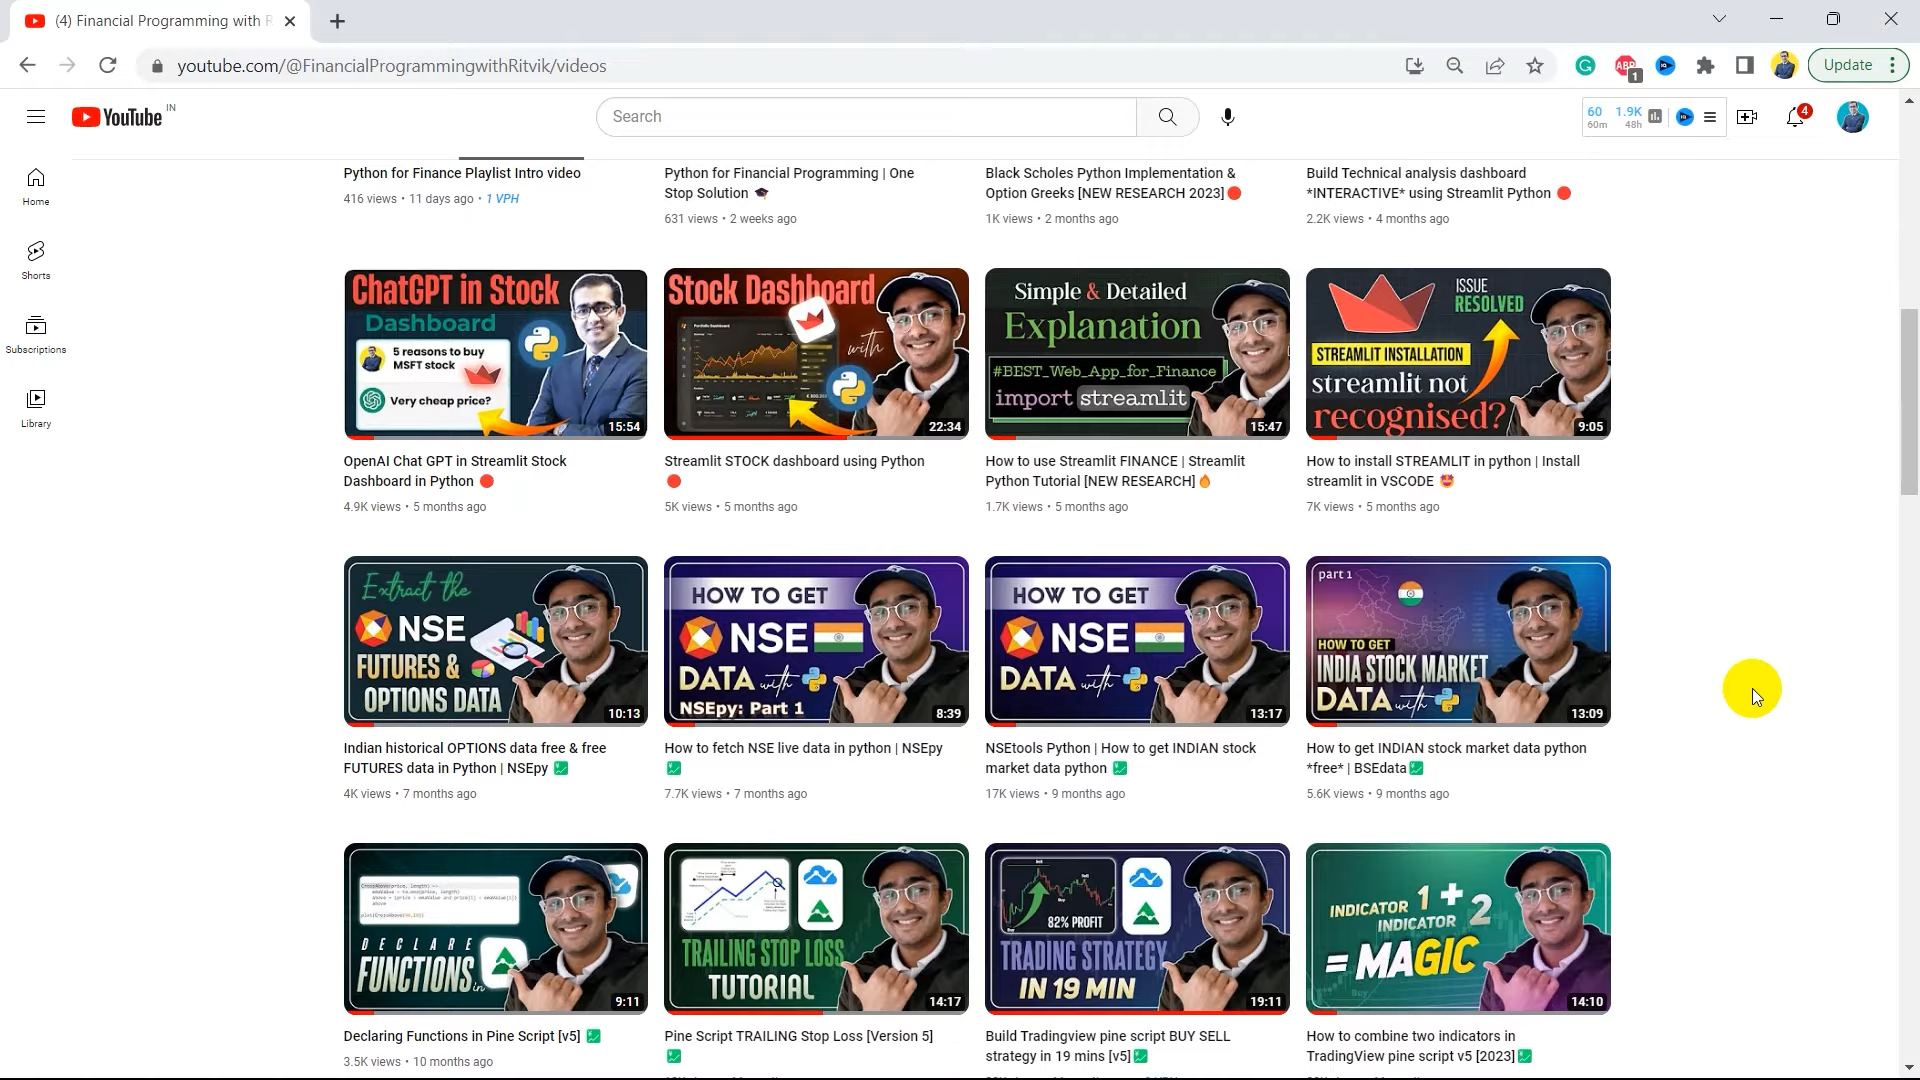 (4) Financial Programming with R
youtube.com/@FinancialProgrammingwithRitvik/videos
ABP
1
Update
YouTube IN
Search
60 1.9K
60m 48h
4
Home
Shorts
Subscriptions
Library
Python for Finance Playlist Intro video
416 views • 11 days ago • 1 VPH
Python for Financial Programming | One
Stop Solution 🎓
631 views • 2 weeks ago
Black Scholes Python Implementation &
Option Greeks [NEW RESEARCH 2023]🔴
1K views • 2 months ago
Build Technical analysis dashboard
*INTERACTIVE* using Streamlit Python 🔴
2.2K views • 4 months ago
ChatGPT in Stock
Dashboard
5 reasons to buy
MSFT stock
Very cheap price?
15:54
OpenAI Chat GPT in Streamlit Stock
Dashboard in Python 🔴
4.9K views • 5 months ago
Stock Dashboard
with
22:34
Streamlit STOCK dashboard using Python
🔴
5K views • 5 months ago
Simple & Detailed
Explanation
#BEST_Web_App_for_Finance
import streamlit
15:47
How to use Streamlit FINANCE | Streamlit
Python Tutorial [NEW RESEARCH]🔥
1.7K views • 5 months ago
ISSUE
RESOLVED
STREAMLIT INSTALLATION
streamlit not
recognised?
9:05
How to install STREAMLIT in python | Install
streamlit in VSCODE 🤩
7K views • 5 months ago
Extract the
NSE
FUTURES &
OPTIONS DATA
10:13
Indian historical OPTIONS data free & free
FUTURES data in Python | NSEpy 💹
4K views • 7 months ago
HOW TO GET
NSE
DATA with
NSEpy: Part 1
8:39
How to fetch NSE live data in python | NSEpy
💹
7.7K views • 7 months ago
HOW TO GET
NSE
DATA with
13:17
NSEtools Python | How to get INDIAN stock
market data python 💹
17K views • 9 months ago
part 1
HOW TO GET
INDIA STOCK MARKET
DATA with
13:09
How to get INDIAN stock market data python
*free* | BSEdata💹
5.6K views • 9 months ago
DECLARE
FUNCTIONS in
9:11
Declaring Functions in Pine Script [v5] 💹
3.5K views • 10 months ago
TRAILING STOP LOSS
TUTORIAL
14:17
Pine Script TRAILING Stop Loss [Version 5]
💹
82% PROFIT
TRADING STRATEGY
IN 19 MIN
19:11
Build Tradingview pine script BUY SELL
strategy in 19 mins [v5]💹
INDICATOR 1 +
INDICATOR 2
= MAGIC
14:10
How to combine two indicators in
TradingView pine script v5 [2023]💹